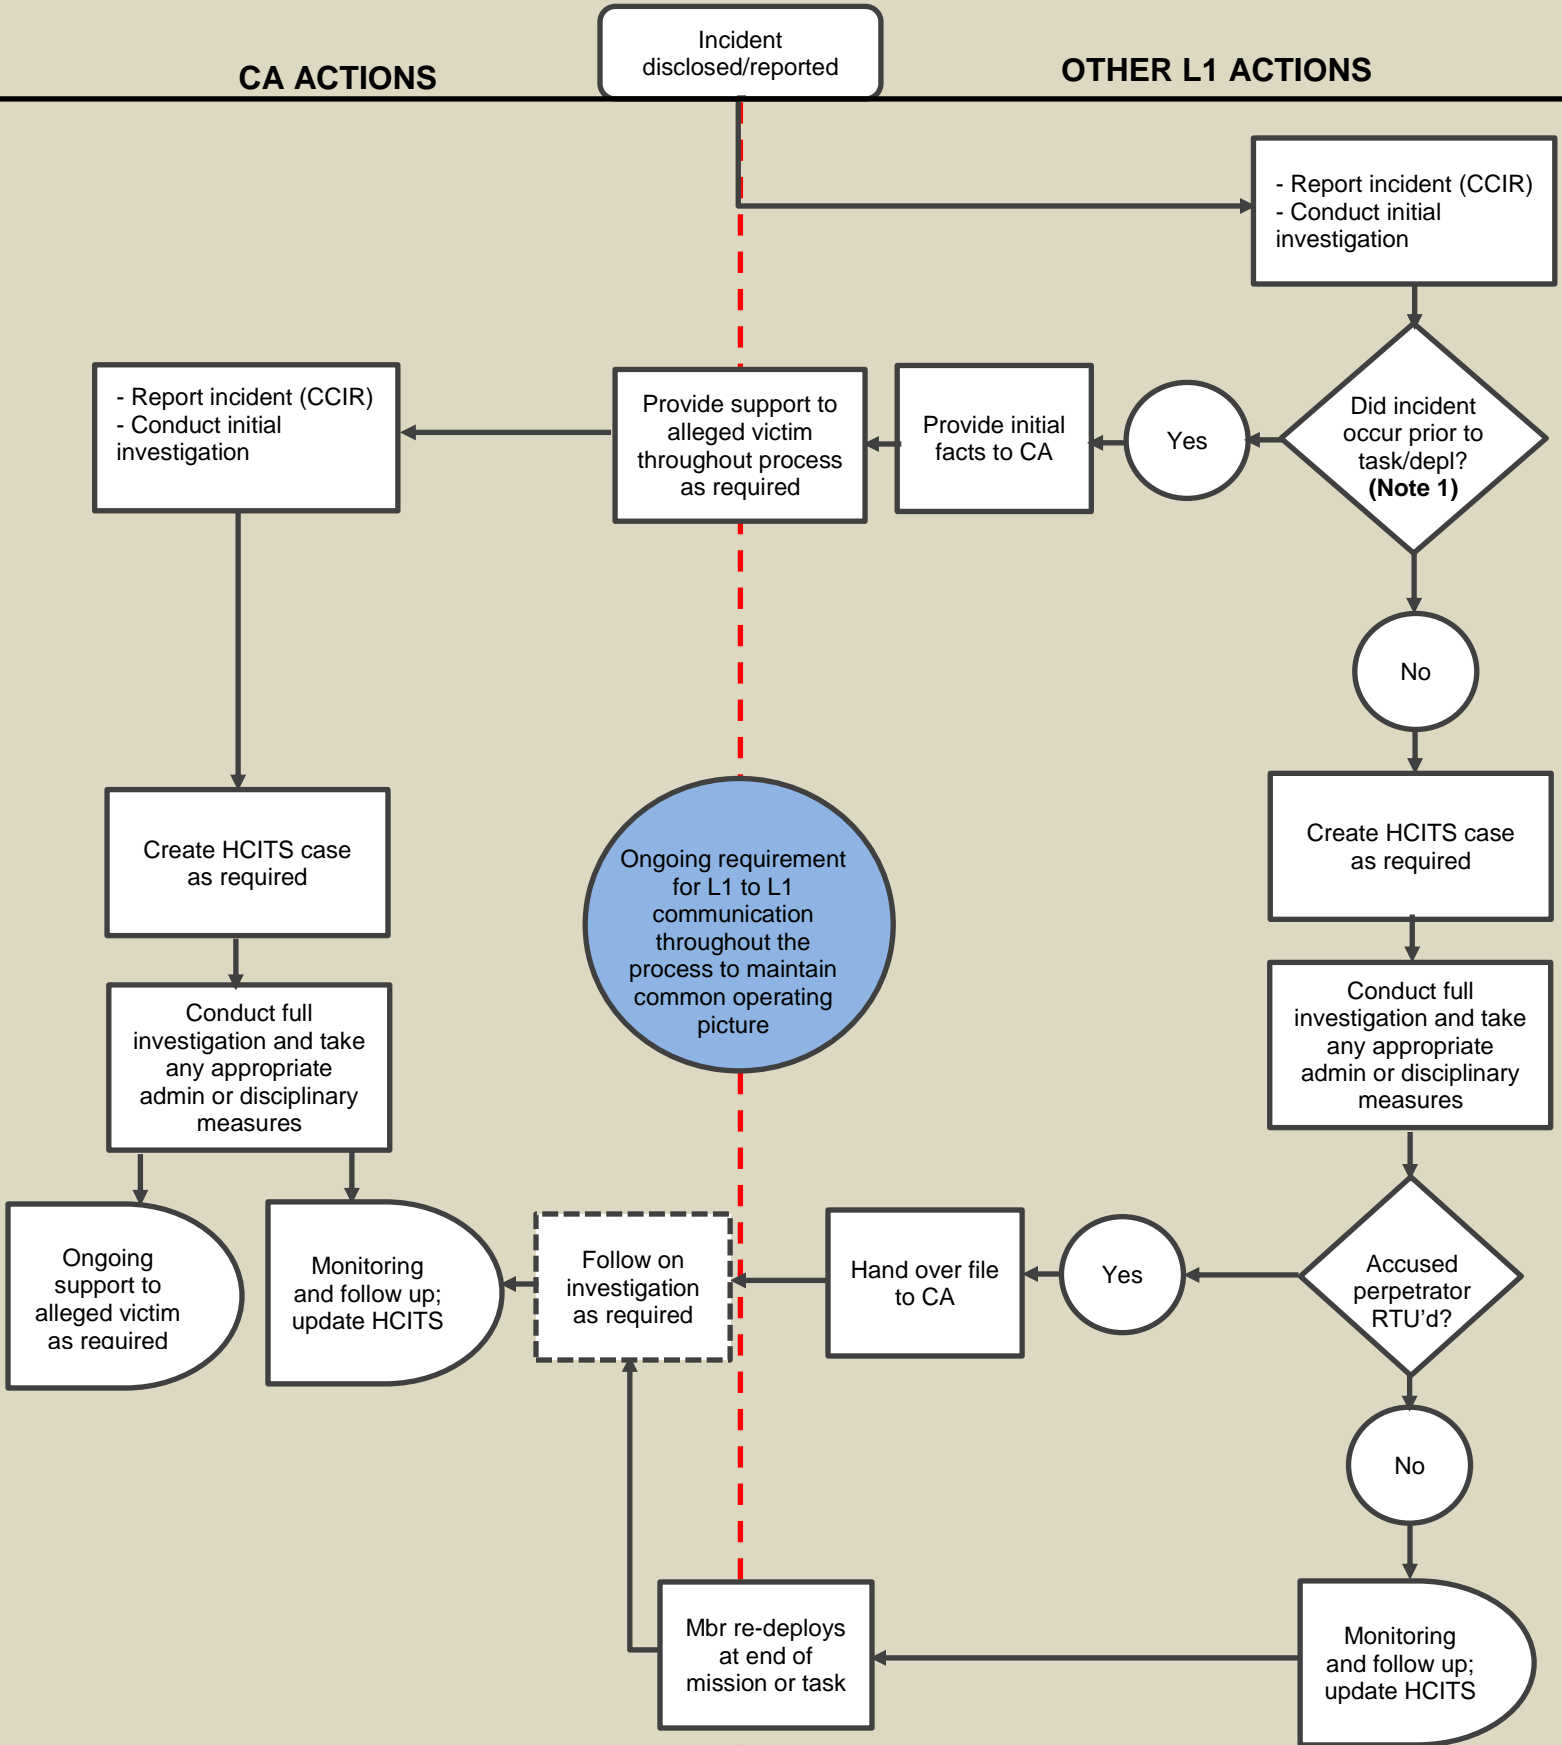 Incident
disclosed/reported
CA ACTIONS
OTHER L1 ACTIONS
- Report incident (CCIR)
- Conduct initial
investigation
Did incident
occur prior to
task/depl?
(Note 1)
Yes
Provide initial
facts to CA
Provide support to
alleged victim
throughout process
as required
- Report incident (CCIR)
- Conduct initial
investigation
No
Create HCITS case
as required
Ongoing requirement
for L1 to L1
communication
throughout the
process to maintain
common operating
picture
Create HCITS case
as required
Conduct full
investigation and take
any appropriate
admin or disciplinary
measures
Conduct full
investigation and take
any appropriate
admin or disciplinary
measures
Ongoing
support to
alleged victim
as required
Monitoring
and follow up;
update HCITS
Follow on
investigation
as required
Hand over file
to CA
Yes
Accused
perpetrator
RTU’d?
No
Mbr re-deploys
at end of
mission or task
Monitoring
and follow up;
update HCITS